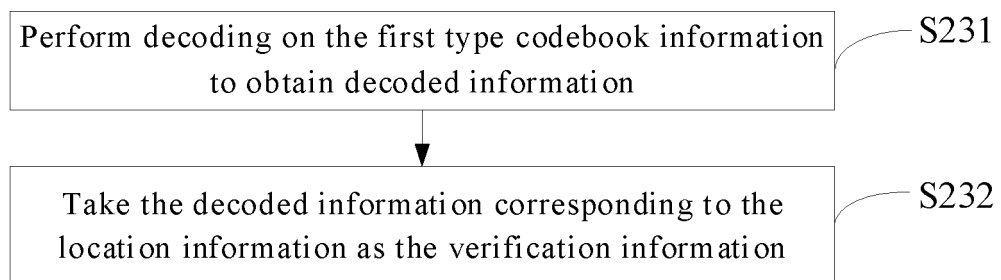 Perform decoding on the first type codebook information
to obtain decoded information
S231
Take the decoded information corresponding to the
location information as the verification information
S232